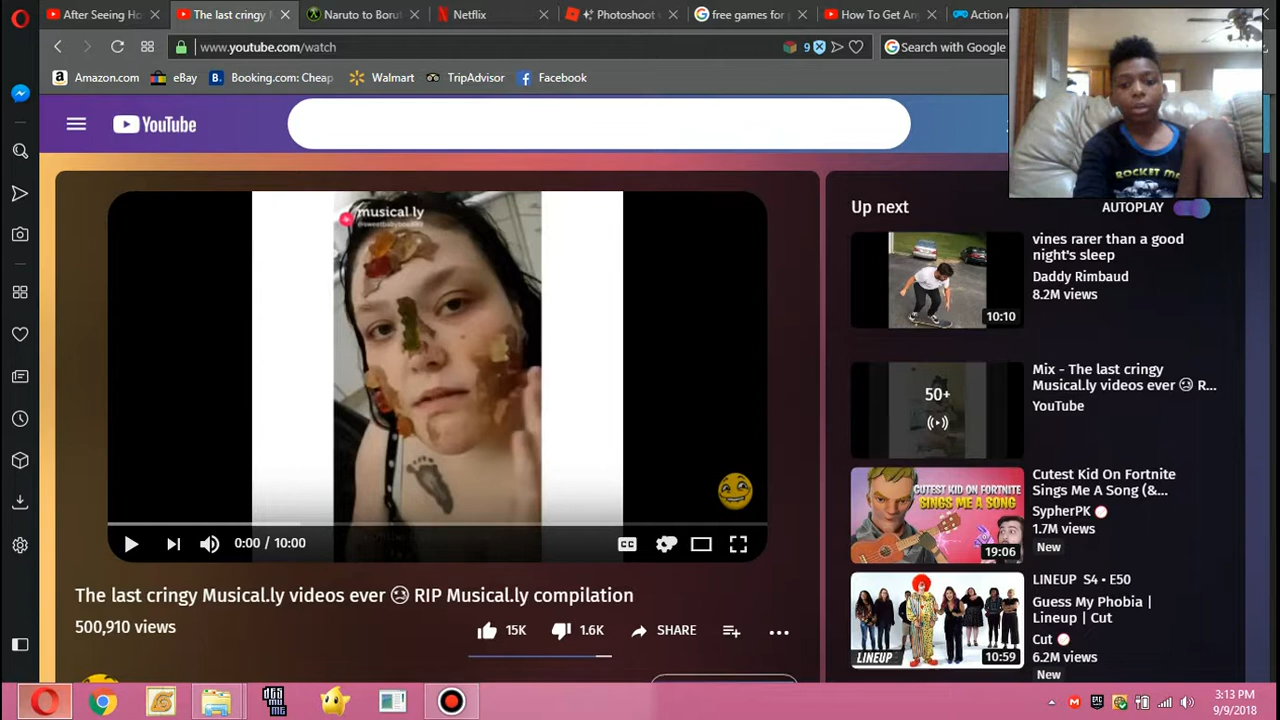 After Seeing Ho
The last cringy M
Naruto to Borut
Netflix
Photoshoot
free games for
How To Get An
Action A
www.youtube.com/watch
9
Search with Google
Amazon.com
eBay
Booking.com: Cheap
Walmart
TripAdvisor
Facebook
YouTube
ROCKET
musical.ly
Up next
AUTOPLAY
vines rarer than a good
night's sleep
Daddy Rimbaud
8.2M views
10:10
50+
Mix - The last cringy
Musical.ly videos ever 😢 R...
YouTube
CUTEST KID ON FORTNITE
SINGS ME A SONG
19:06
Cutest Kid On Fortnite
Sings Me A Song (&...
SypherPK
1.7M views
New
0:00 / 10:00
CC
LINEUP
10:59
LINEUP S4 • E50
Guess My Phobia |
Lineup | Cut
Cut
6.2M views
New
The last cringy Musical.ly videos ever 😢 RIP Musical.ly compilation
500,910 views
15K
1.6K
SHARE
3:13 PM
9/9/2018